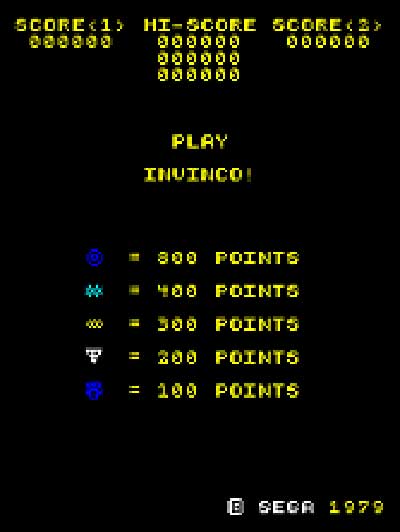 SCORE<1> HI-SCORE SCORE<2>
000000 000000 000000
000000
000000
PLAY
INVINCO!
= 800 POINTS
= 400 POINTS
= 300 POINTS
= 200 POINTS
= 100 POINTS
SEGA 1979